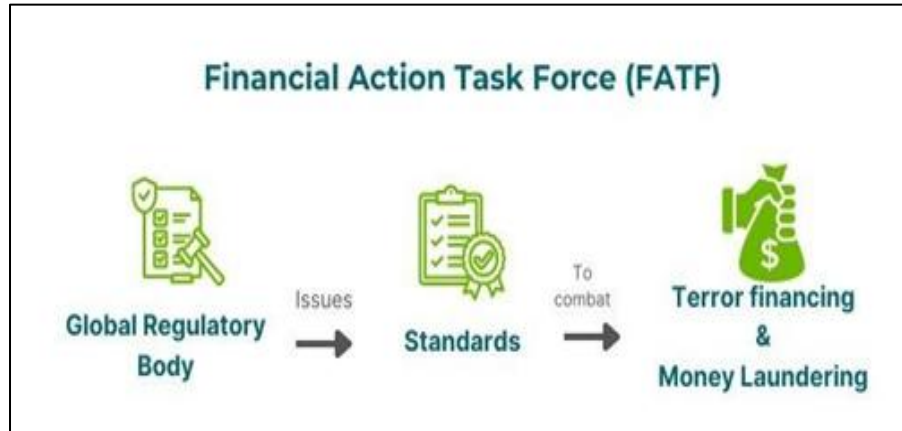 Financial Action Task Force (FATF)
Global Regulatory
Body
Issues
Standards
To
combat
$
Terror financing
&
Money Laundering